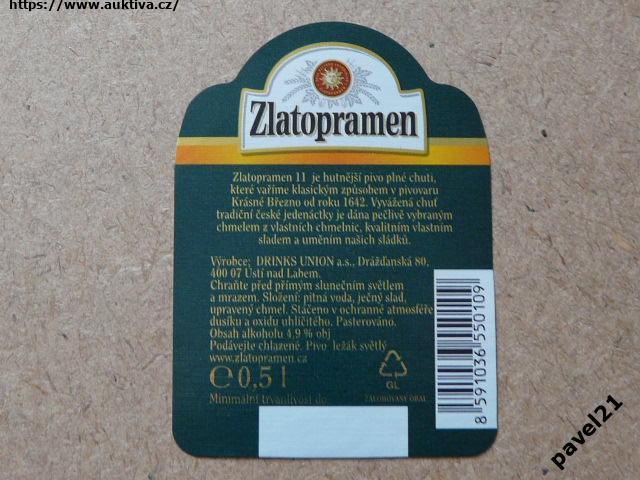 https://www.auktiva.cz/
Zlatopramen
Zlatopramen 11 je hutnější pivo plné chuti,
které vaříme klasickým způsobem v pivovaru
Krásné Březno od roku 1642. Vyvážená chuť
tradiční české jedenáctky je dána pečlivě vybraným
chmelem z vlastních chmelnic, kvalitním vlastním
sladem a uměním našich sládků.
Výrobce: DRINKS UNION a.s., Drážďanská 80,
400 07 Ústí nad Labem.
Chraňte před přímým slunečním světlem
a mrazem. Složení: pitná voda, ječný slad,
upravený chmel. Stáčeno v ochranné atmosféře
dusíku a oxidu uhličitého. Pasterováno.
Obsah alkoholu 4,9 % obj
Podávejte chlazené. Pivo ležák světlý
www.zlatopramen.cz
℮ 0,5 l
GL
Minimální trvanlivost do:
ZÁLOHOVANÝ OBAL
8 591036 550109
pavel21